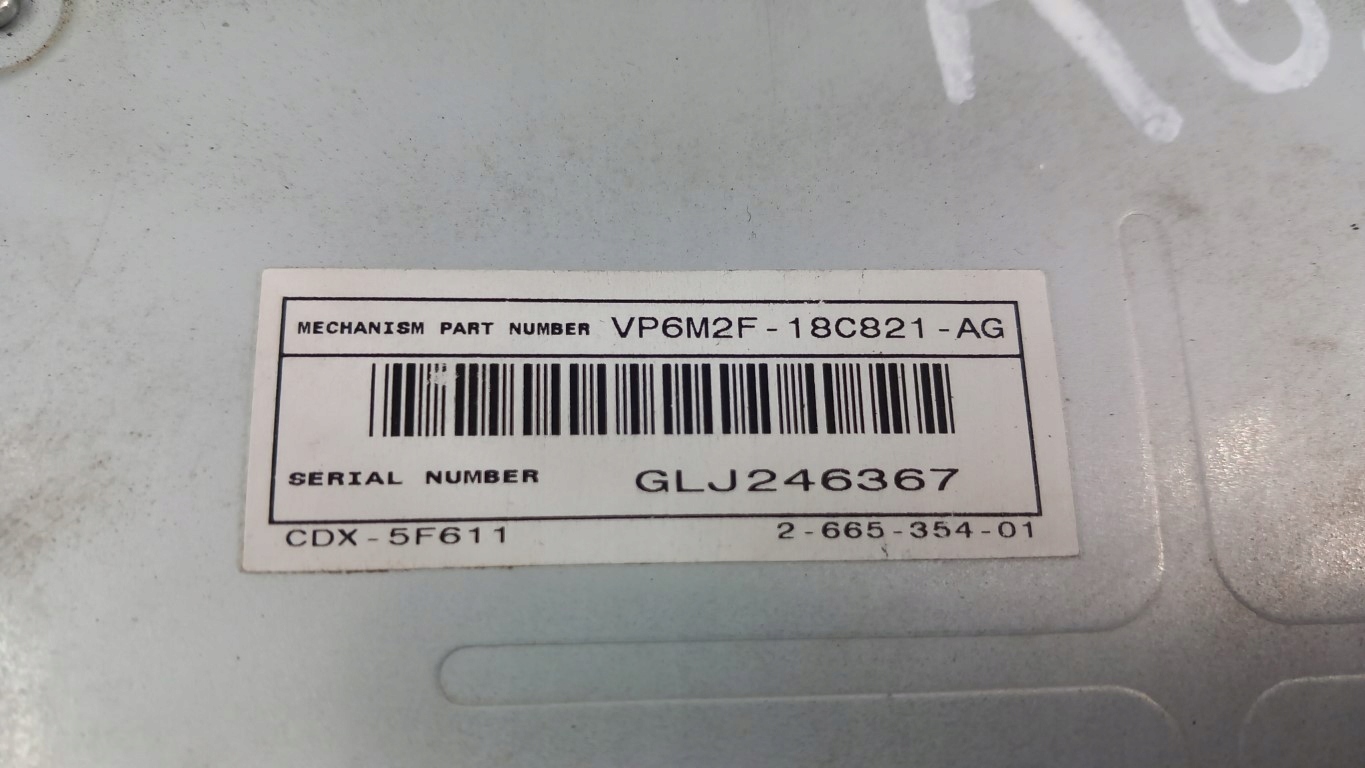 MECHANISM PART NUMBER VP6M2F-18C821-AG
SERIAL NUMBER GLJ246367
CDX-5F611 2-665-354-01